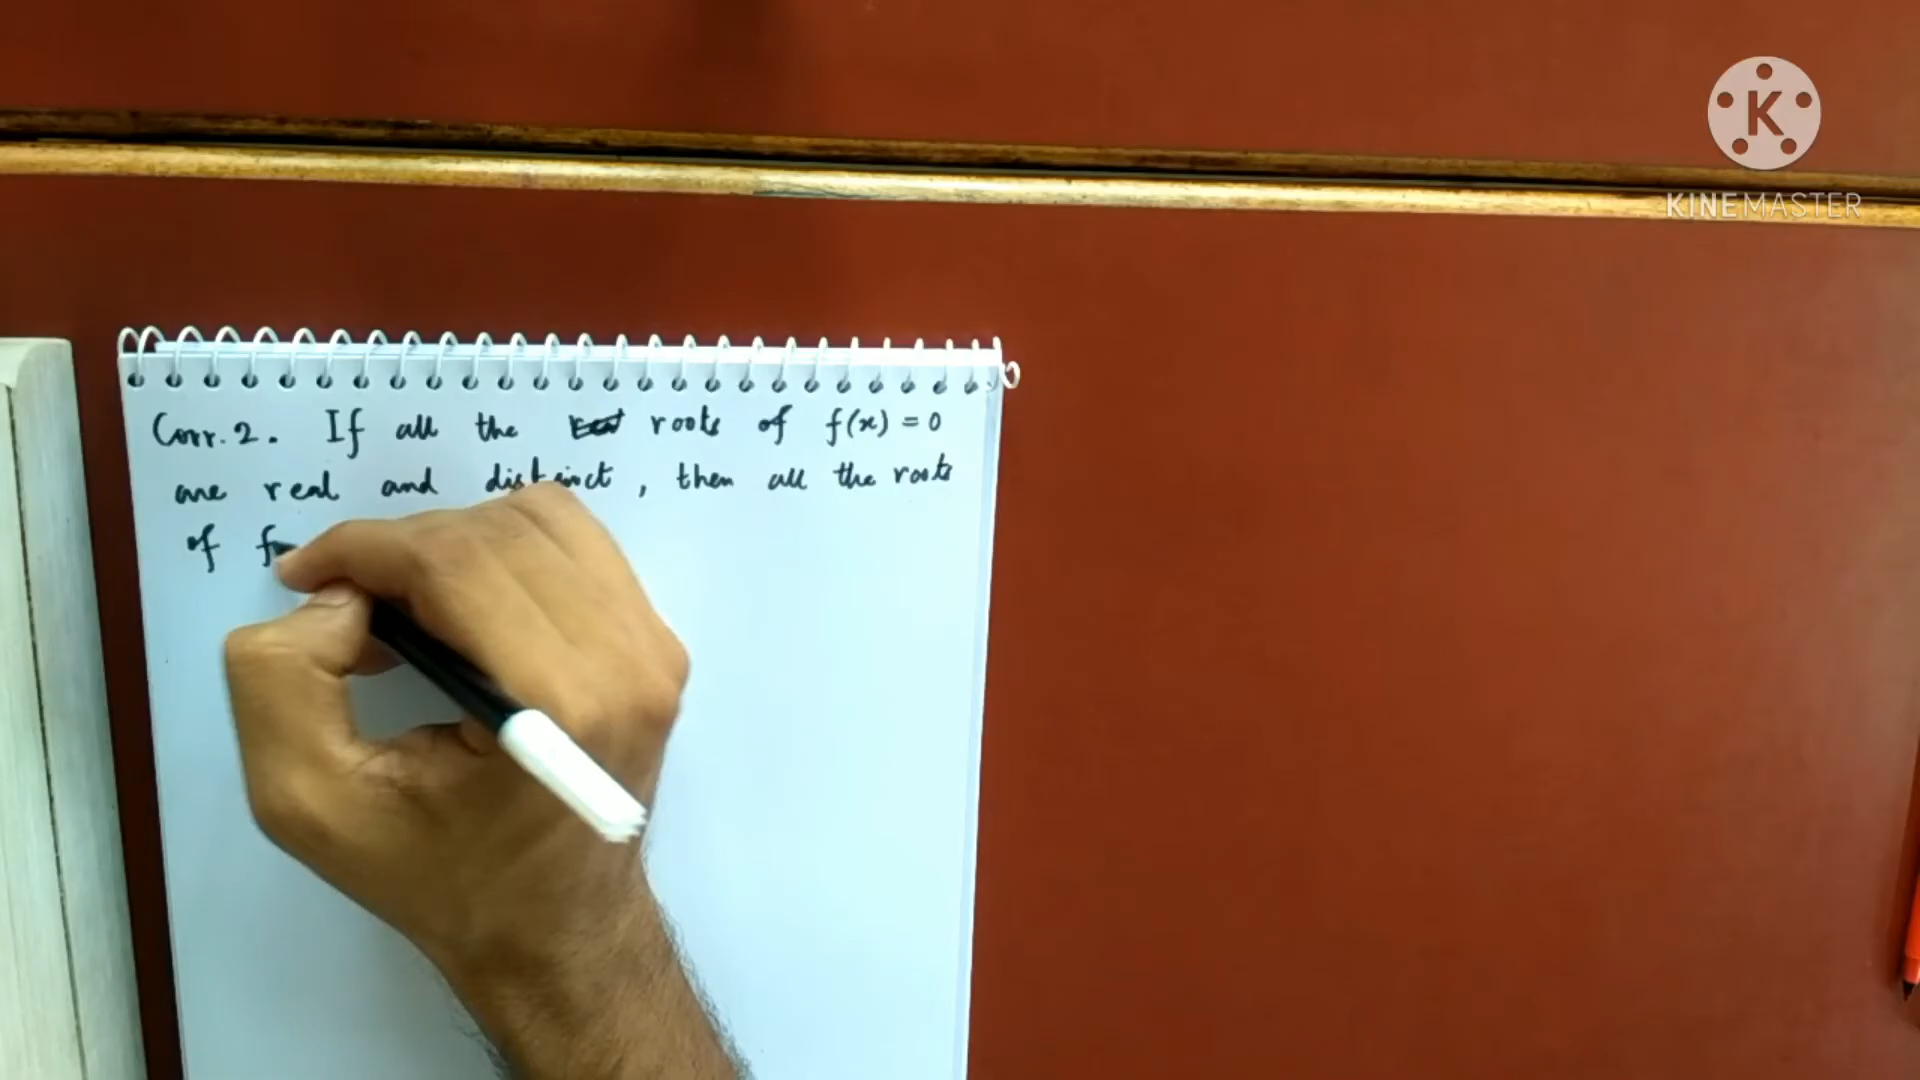 K
KINEMASTER
Corr. 2. If all the roots of f(x) = 0
are real and distinct, then all the roots
of f